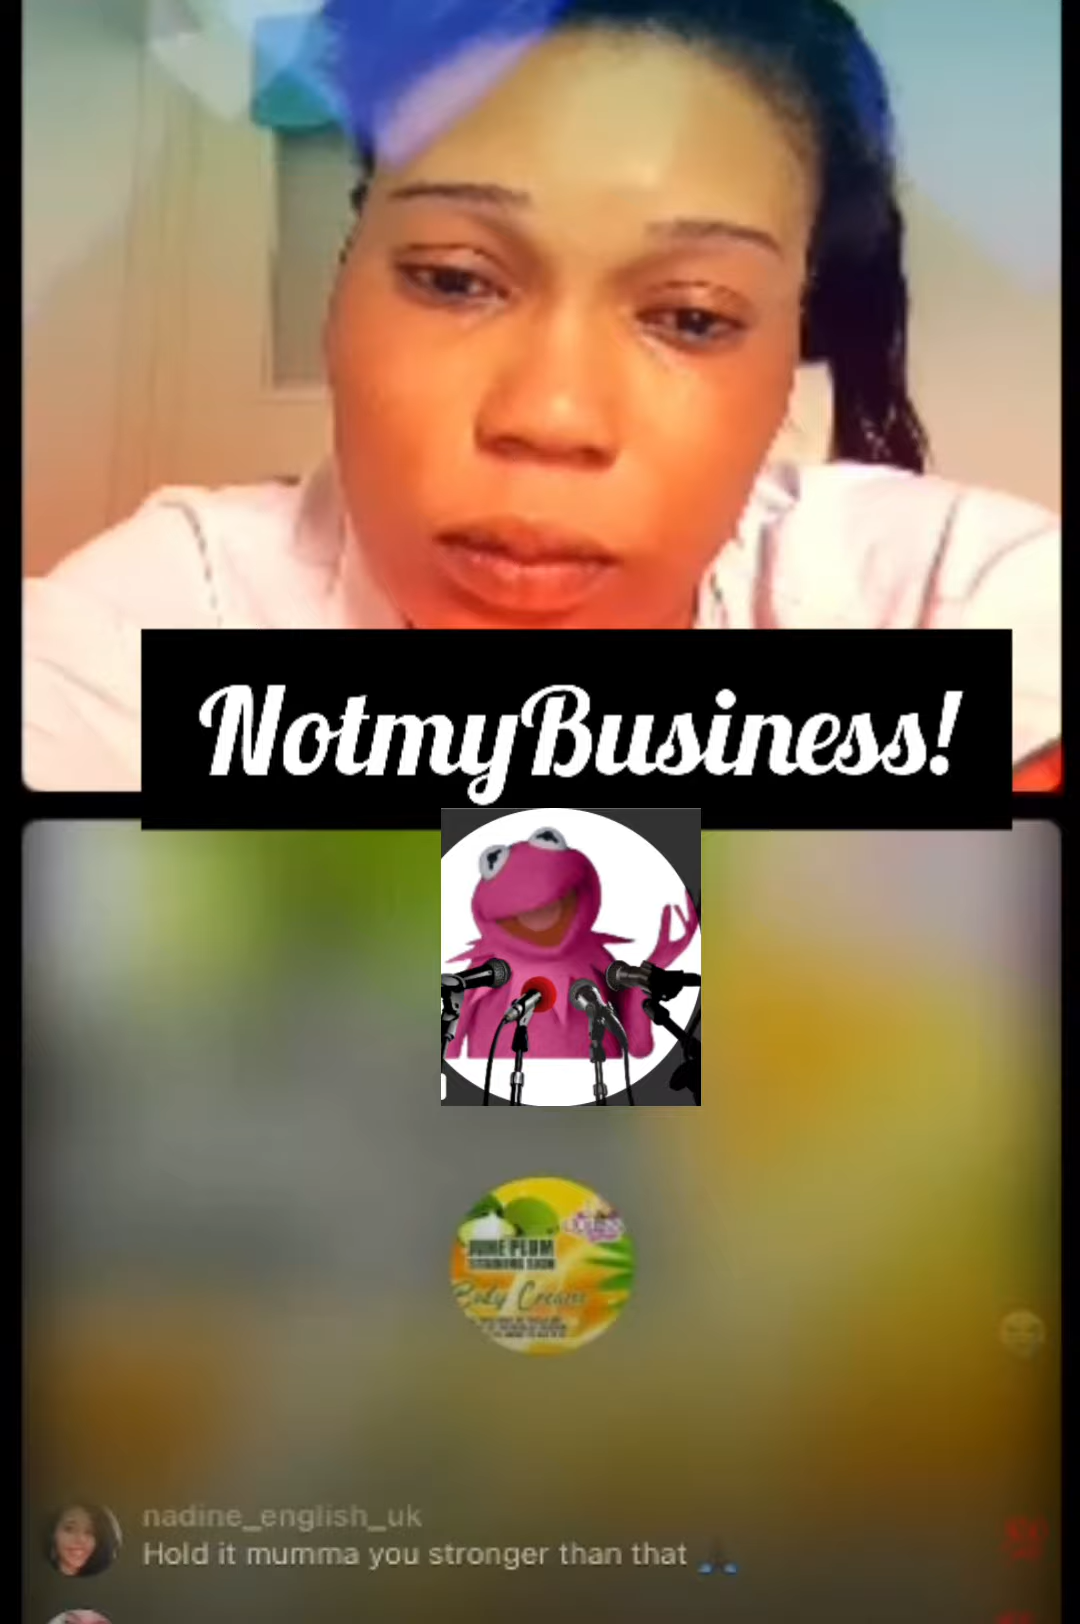 NotmyBusiness!
JUNE PLUM
Body Cream
nadine_english_uk
Hold it mumma you stronger than that